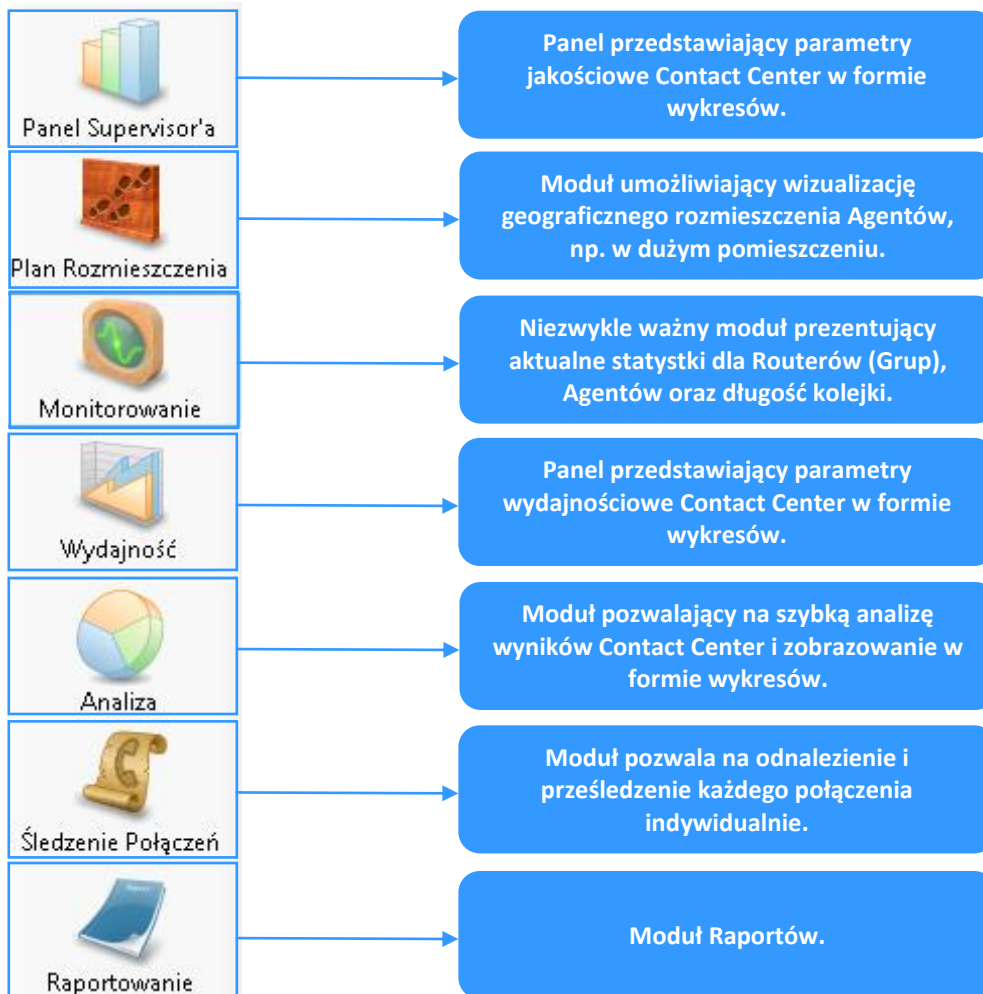 Panel Supervisor'a
Panel przedstawiający parametry
jakościowe Contact Center w formie
wykresów.
Plan Rozmieszczenia
Moduł umożliwiający wizualizację
geograficznego rozmieszczenia Agentów,
np. w dużym pomieszczeniu.
Monitorowanie
Niezwykle ważny moduł prezentujący
aktualne statystki dla Routerów (Grup),
Agentów oraz długość kolejki.
Wydajność
Panel przedstawiający parametry
wydajnościowe Contact Center w formie
wykresów.
Analiza
Moduł pozwalający na szybką analizę
wyników Contact Center i zobrazowanie w
formie wykresów.
Śledzenie Połączeń
Moduł pozwala na odnalezienie i
prześledzenie każdego połączenia
indywidualnie.
Raportowanie
Moduł Raportów.